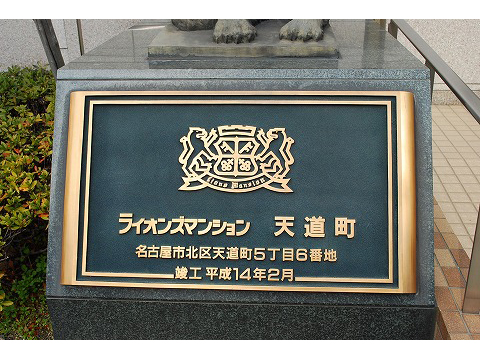 Lions Mansion
ライオンズマンション 天道町
名古屋市北区天道町5丁目6番地
竣工 平成14年2月